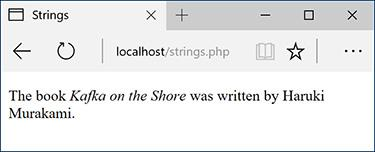 Strings
localhost/strings.php
The book Kafka on the Shore was written by Haruki
Murakami.